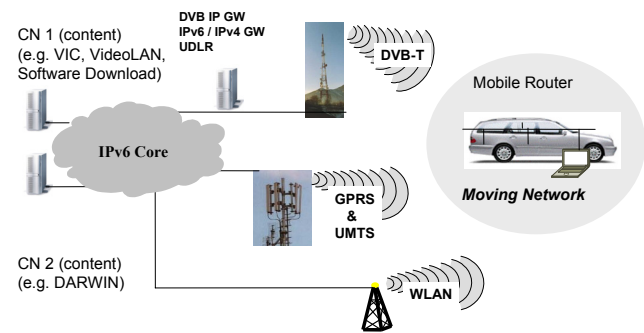 CN 1 (content)
(e.g. VIC, VideoLAN,
Software Download)
DVB IP GW
IPv6 / IPv4 GW
UDLR
DVB-T
Mobile Router
IPv6 Core
Moving Network
GPRS
&
UMTS
CN 2 (content)
(e.g. DARWIN)
WLAN